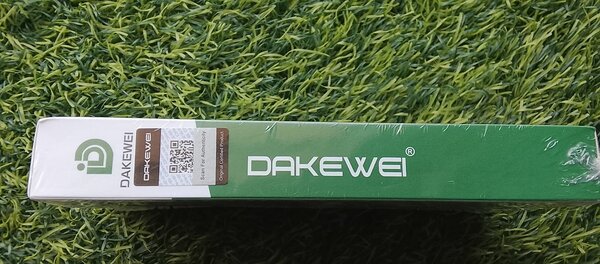 DAKEWEI
DAKEWEI
Scan For Authenticity
Original Certified Product
DAKEWEI®